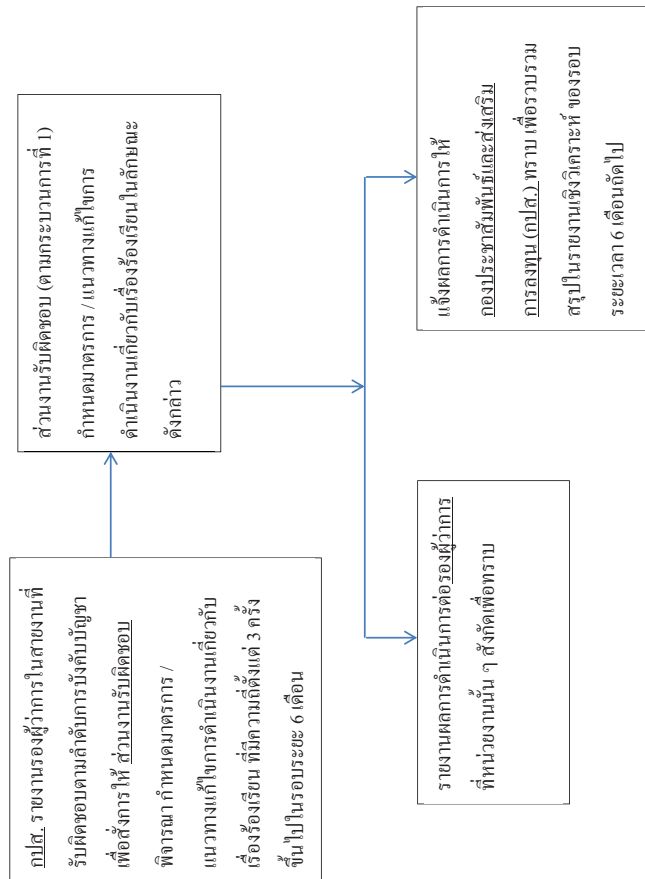 กปส. รายงานรองผู้ว่าการในสายงานที่
รับผิดชอบตามลำดับการบังคับบัญชา
เพื่อสั่งการให้ ส่วนงานรับผิดชอบ
พิจารณา กำหนดมาตรการ /
แนวทางแก้ไขการดำเนินงานเกี่ยวกับ
เรื่องร้องเรียน ที่มีความถี่ตั้งแต่ 3 ครั้ง
ขึ้นไปในรอบระยะ 6 เดือน
ส่วนงานรับผิดชอบ (ตามกระบวนการที่ 1)
กำหนดมาตรการ / แนวทางแก้ไขการ
ดำเนินงานเกี่ยวกับเรื่องร้องเรียนในลักษณะ
ดังกล่าว
รายงานผลการดำเนินการต่อรองผู้ว่าการ
ที่หน่วยงานนั้น ๆ สังกัดเพื่อทราบ
แจ้งผลการดำเนินการให้
กองประชาสัมพันธ์และส่งเสริม
การลงทุน (กปส.) ทราบ เพื่อรวบรวม
สรุปในรายงานเชิงวิเคราะห์ ของรอบ
ระยะเวลา 6 เดือนถัดไป